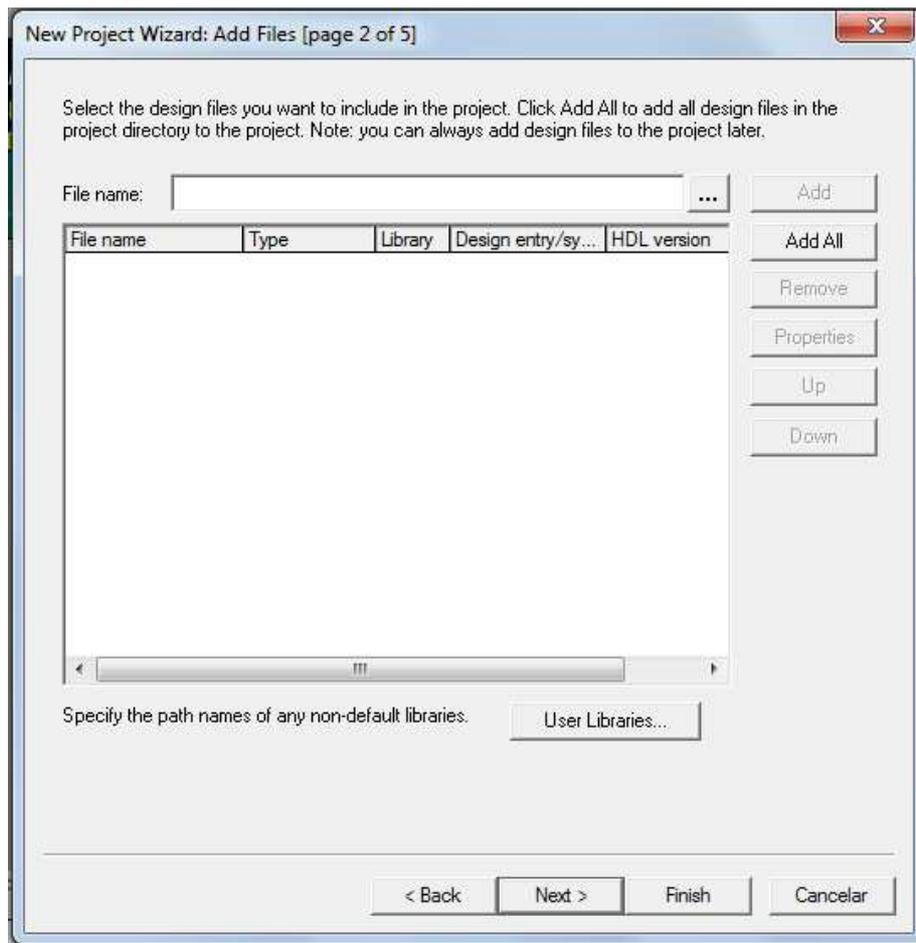 New Project Wizard: Add Files [page 2 of 5]
Select the design files you want to include in the project. Click Add All to add all design files in the
project directory to the project. Note: you can always add design files to the project later.
File name:
...
Add
File name Type Library Design entry/sy... HDL version
Add All
Remove
Properties
Up
Down
Specify the path names of any non-default libraries.
User Libraries...
< Back Next > Finish Cancelar